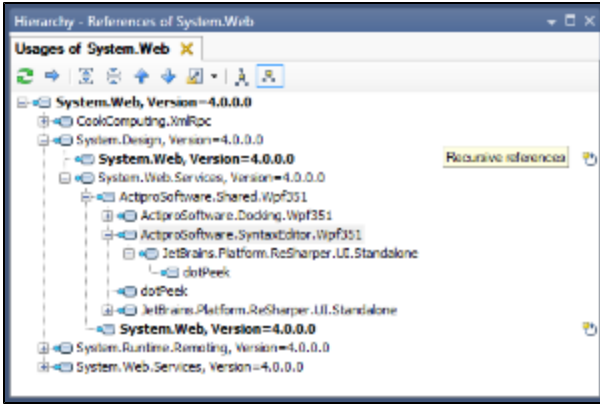 Hierarchy - References of System.Web
Usages of System.Web
System.Web, Version=4.0.0.0
CookComputing.XmlRpc
System.Design, Version=4.0.0.0
System.Web, Version=4.0.0.0
Recursive references
System.Web.Services, Version=4.0.0.0
ActiproSoftware.Shared.Wpf351
ActiproSoftware.Docking.Wpf351
ActiproSoftware.SyntaxEditor.Wpf351
JetBrains.Platform.ReSharper.UI.Standalone
dotPeek
dotPeek
JetBrains.Platform.ReSharper.UI.Standalone
System.Web, Version=4.0.0.0
System.Runtime.Remoting, Version=4.0.0.0
System.Web.Services, Version=4.0.0.0